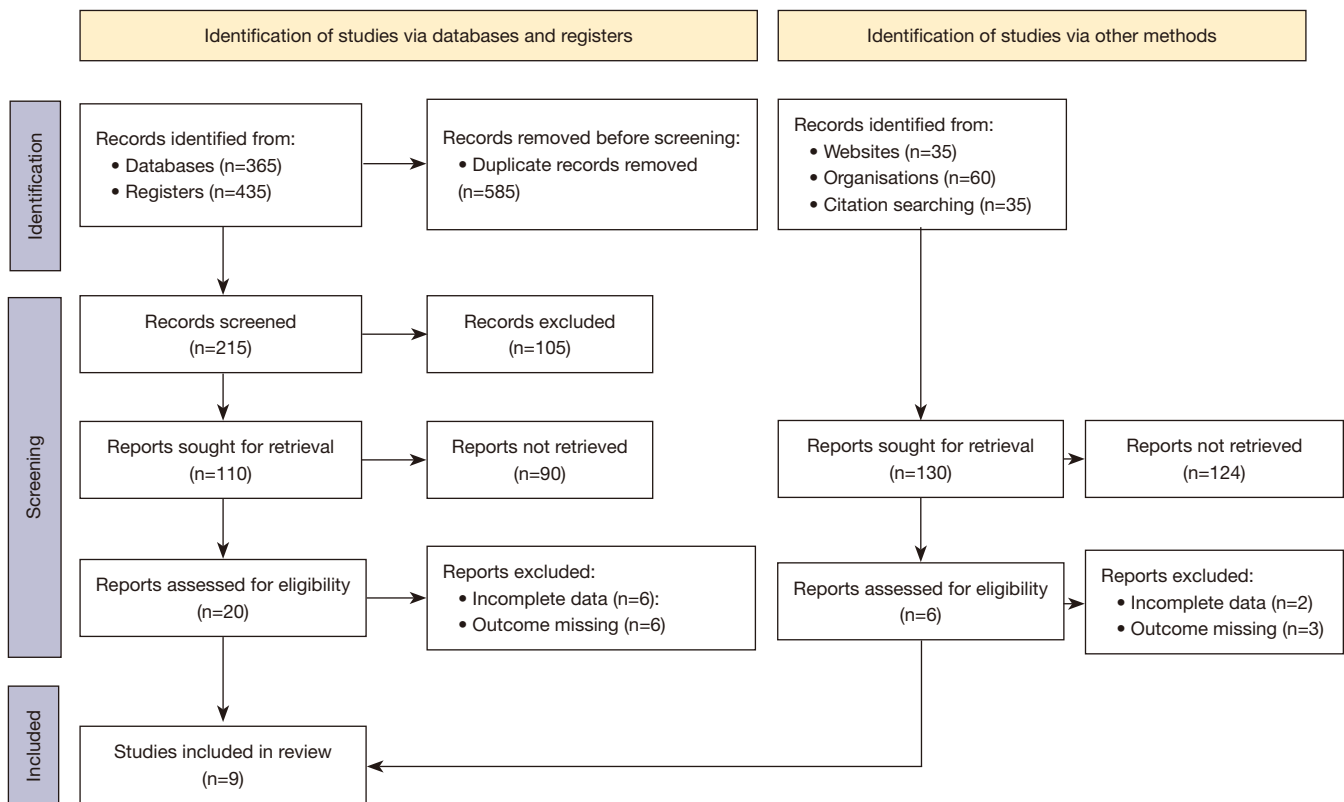 Identification of studies via databases and registers
Identification of studies via other methods
Identification
Records identified from:
• Databases (n=365)
• Registers (n=435)
Records removed before screening:
• Duplicate records removed
(n=585)
Records identified from:
• Websites (n=35)
• Organisations (n=60)
• Citation searching (n=35)
Screening
Records screened
(n=215)
Records excluded
(n=105)
Reports sought for retrieval
(n=110)
Reports not retrieved
(n=90)
Reports sought for retrieval
(n=130)
Reports not retrieved
(n=124)
Reports assessed for eligibility
(n=20)
Reports excluded:
• Incomplete data (n=6):
• Outcome missing (n=6)
Reports assessed for eligibility
(n=6)
Reports excluded:
• Incomplete data (n=2)
• Outcome missing (n=3)
Included
Studies included in review
(n=9)